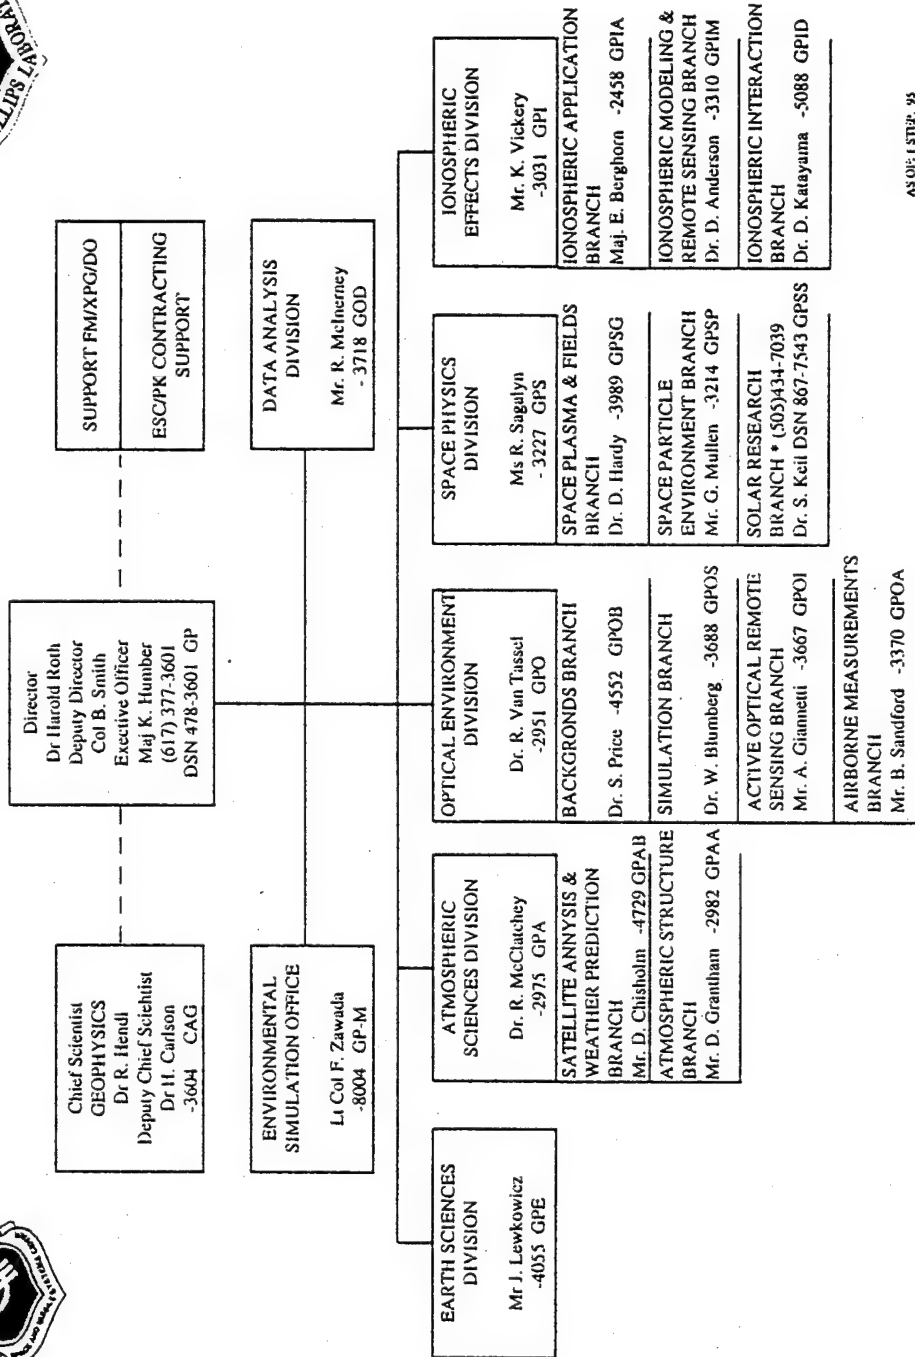 PHILLIPS LABORAT
Director
Dr Harold Roth
Deputy Director
Col B. Smith
Exective Officer
Maj K. Humber
(617) 377-3601
DSN 478-3601 GP
Chief Scientist
GEOPHYSICS
Dr R. Hendl
Deputy Chief Scientist
Dr H. Carlson
-3604 CAG
SUPPORT FM/XPG/DO
ESC/PK CONTRACTING
SUPPORT
ENVIRONMENTAL
SIMULATION OFFICE
Lt Col F. Zawada
-8004 GP-M
DATA ANALYSIS
DIVISION
Mr. R. McInerney
- 3718 GOD
EARTH SCIENCES
DIVISION
Mr J. Lewkowicz
-4055 GPE
ATMOSPHERIC
SCIENCES DIVISION
Dr. R. McClatchey
-2975 GPA
SATELLITE ANNYSIS &
WEATHER PREDICTION
BRANCH
Mr. D. Chisholm -4729 GPAB
ATMOSPHERIC STRUCTURE
BRANCH
Mr. D. Grantham -2982 GPAA
OPTICAL ENVIRONMENT
DIVISION
Dr. R. Van Tassel
-2951 GPO
BACKGRONDS BRANCH
Dr. S. Price -4552 GPOB
SIMULATION BRANCH
Dr. W. Blumberg -3688 GPOS
ACTIVE OPTICAL REMOTE
SENSING BRANCH
Mr. A. Giannetti -3667 GPOI
AIRBORNE MEASUREMENTS
BRANCH
Mr. B. Sandford -3370 GPOA
SPACE PHYSICS
DIVISION
Ms R. Sagalyn
- 3227 GPS
SPACE PLASMA & FIELDS
BRANCH
Dr. D. Hardy -3989 GPSG
SPACE PARTICLE
ENVIRONMENT BRANCH
Mr. G. Mullen -3214 GPSP
SOLAR RESEARCH
BRANCH * (505)434-7039
Dr. S. Keil DSN 867-7543 GPSS
IONOSPHERIC
EFFECTS DIVISION
Mr. K. Vickery
-3031 GPI
IONOSPHERIC APPLICATION
BRANCH
Maj. E. Berghorn -2458 GPIA
IONOSPHERIC MODELING &
REMOTE SENSING BRANCH
Dr. D. Anderson -3310 GPIM
IONOSPHERIC INTERACTION
BRANCH
Dr. D. Katayama -5088 GPID
AS OF: 1 STEP. 95